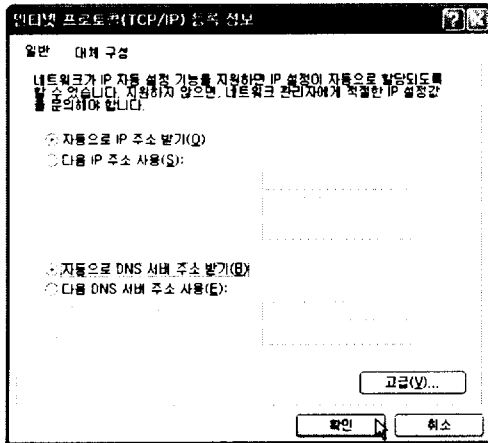 인터넷 프로토콜(TCP/IP) 등록 정보
일반 대체 구성
네트워크가 IP 자동 설정 기능을 지원하면 IP 설정이 자동으로 할당되도록
할 수 있습니다. 지원하지 않으면, 네트워크 관리자에게 적절한 IP 설정값
을 문의해야 합니다.
자동으로 IP 주소 받기(O)
다음 IP 주소 사용(S):
자동으로 DNS 서버 주소 받기(B)
다음 DNS 서버 주소 사용(E):
고급(V)...
확인 취소